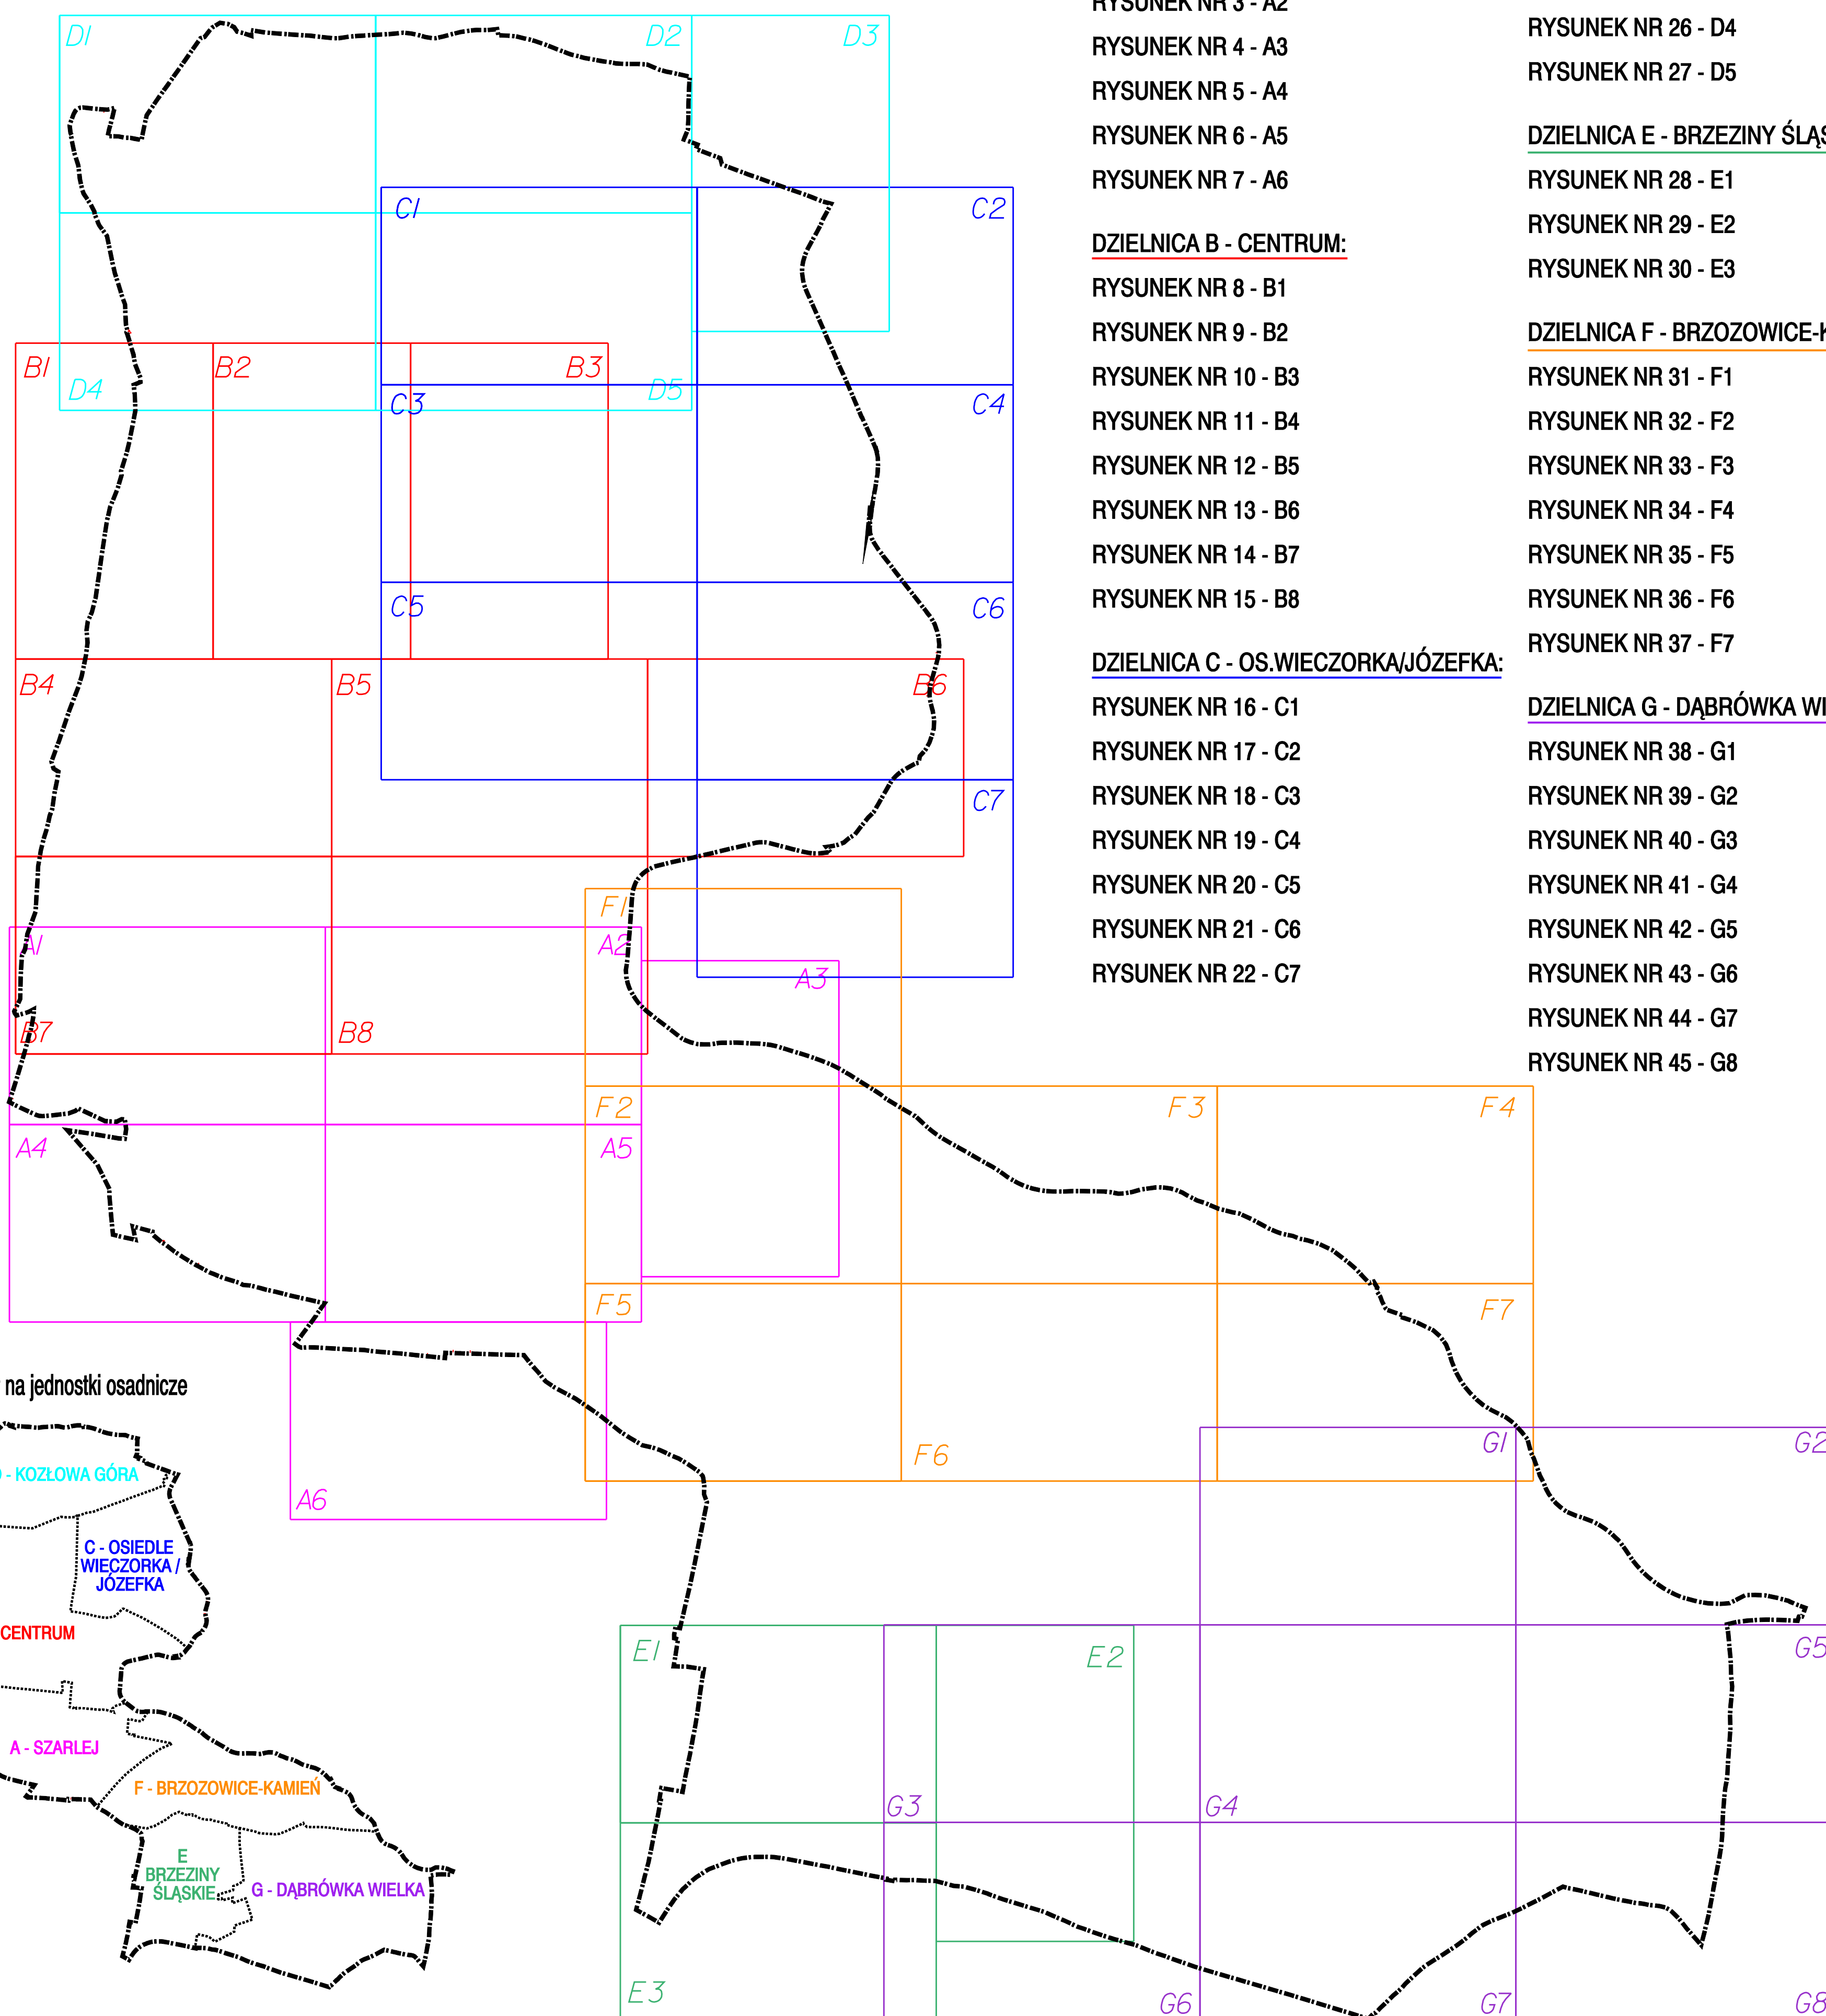 D1
D2
D3
C1
C2
B1
B2
B3
D4
D5
C3
C4
C5
C6
B4
B5
B6
C7
F1
A1
A2
A3
B7
B8
F2
F3
F4
A4
A5
F5
F7
G1
G2
F6
A6
E1
E2
G5
G3
G4
E3
G6
G7
G8
RYSUNEK NR 3 - A2
RYSUNEK NR 4 - A3
RYSUNEK NR 5 - A4
RYSUNEK NR 6 - A5
RYSUNEK NR 7 - A6
DZIELNICA B - CENTRUM:
RYSUNEK NR 8 - B1
RYSUNEK NR 9 - B2
RYSUNEK NR 10 - B3
RYSUNEK NR 11 - B4
RYSUNEK NR 12 - B5
RYSUNEK NR 13 - B6
RYSUNEK NR 14 - B7
RYSUNEK NR 15 - B8
DZIELNICA C - OS.WIECZORKA/JÓZEFKA:
RYSUNEK NR 16 - C1
RYSUNEK NR 17 - C2
RYSUNEK NR 18 - C3
RYSUNEK NR 19 - C4
RYSUNEK NR 20 - C5
RYSUNEK NR 21 - C6
RYSUNEK NR 22 - C7
RYSUNEK NR 26 - D4
RYSUNEK NR 27 - D5
DZIELNICA E - BRZEZINY
RYSUNEK NR 28 - E1
RYSUNEK NR 29 - E2
RYSUNEK NR 30 - E3
DZIELNICA F - BRZOZOWICE-
RYSUNEK NR 31 - F1
RYSUNEK NR 32 - F2
RYSUNEK NR 33 - F3
RYSUNEK NR 34 - F4
RYSUNEK NR 35 - F5
RYSUNEK NR 36 - F6
RYSUNEK NR 37 - F7
DZIELNICA G - DĄBRÓWKA
RYSUNEK NR 38 - G1
RYSUNEK NR 39 - G2
RYSUNEK NR 40 - G3
RYSUNEK NR 41 - G4
RYSUNEK NR 42 - G5
RYSUNEK NR 43 - G6
RYSUNEK NR 44 - G7
RYSUNEK NR 45 - G8
na jednostki osadnicze
- KOZŁOWA GÓRA
C - OSIEDLE
WIECZORKA /
JÓZEFKA
CENTRUM
A - SZARLEJ
F - BRZOZOWICE-KAMIEŃ
E
BRZEZINY
ŚLĄSKIE
G - DĄBRÓWKA WIELKA